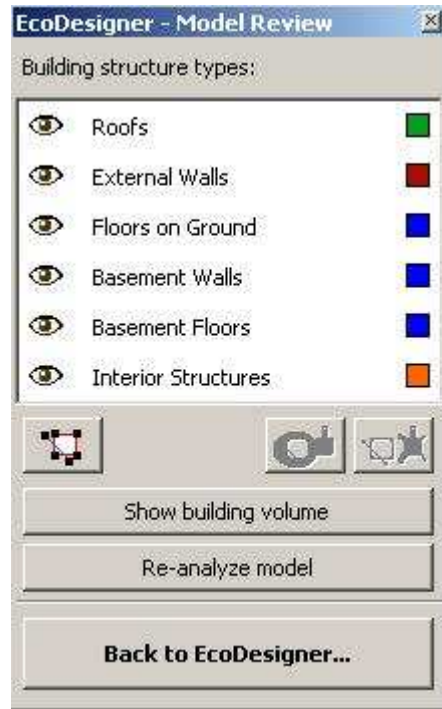 EcoDesigner - Model Review
Building structure types:
Roofs
External Walls
Floors on Ground
Basement Walls
Basement Floors
Interior Structures
Show building volume
Re-analyze model
Back to EcoDesigner...